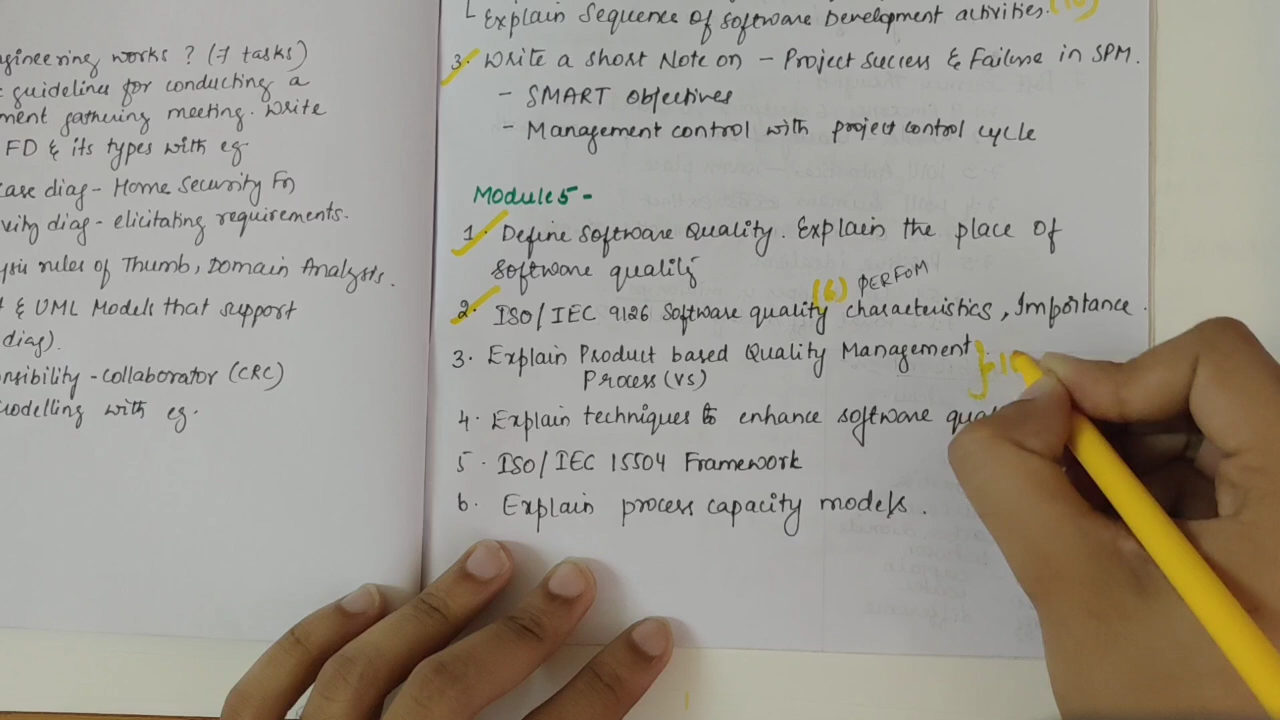 gineering works ? (7 tasks)
guidelines for conducting a
ment gathering meeting. Write
FD & its types with eg
case diag - Home Security Fn
vity diag - elicitating requirements.
ysis rules of Thumb, Domain Analysis.
& UML Models that support
diag).
nsibility - collaborator (CRC)
modelling with eg.
Explain Sequence of Software Development activities. (10)
3. Write a short Note on - Project Success & Failure in SPM.
- SMART Objectives
- Management control with project control cycle
Module 5 -
1. Define Software Quality. Explain the place of
software quality
(6) PERFOM
2. ISO/IEC 9126 Software quality characteristics, Importance.
3. Explain Product based Quality Management
Process (VS)
4. Explain techniques to enhance software qua
5. ISO/IEC 15504 Framework
6. Explain process capacity models.